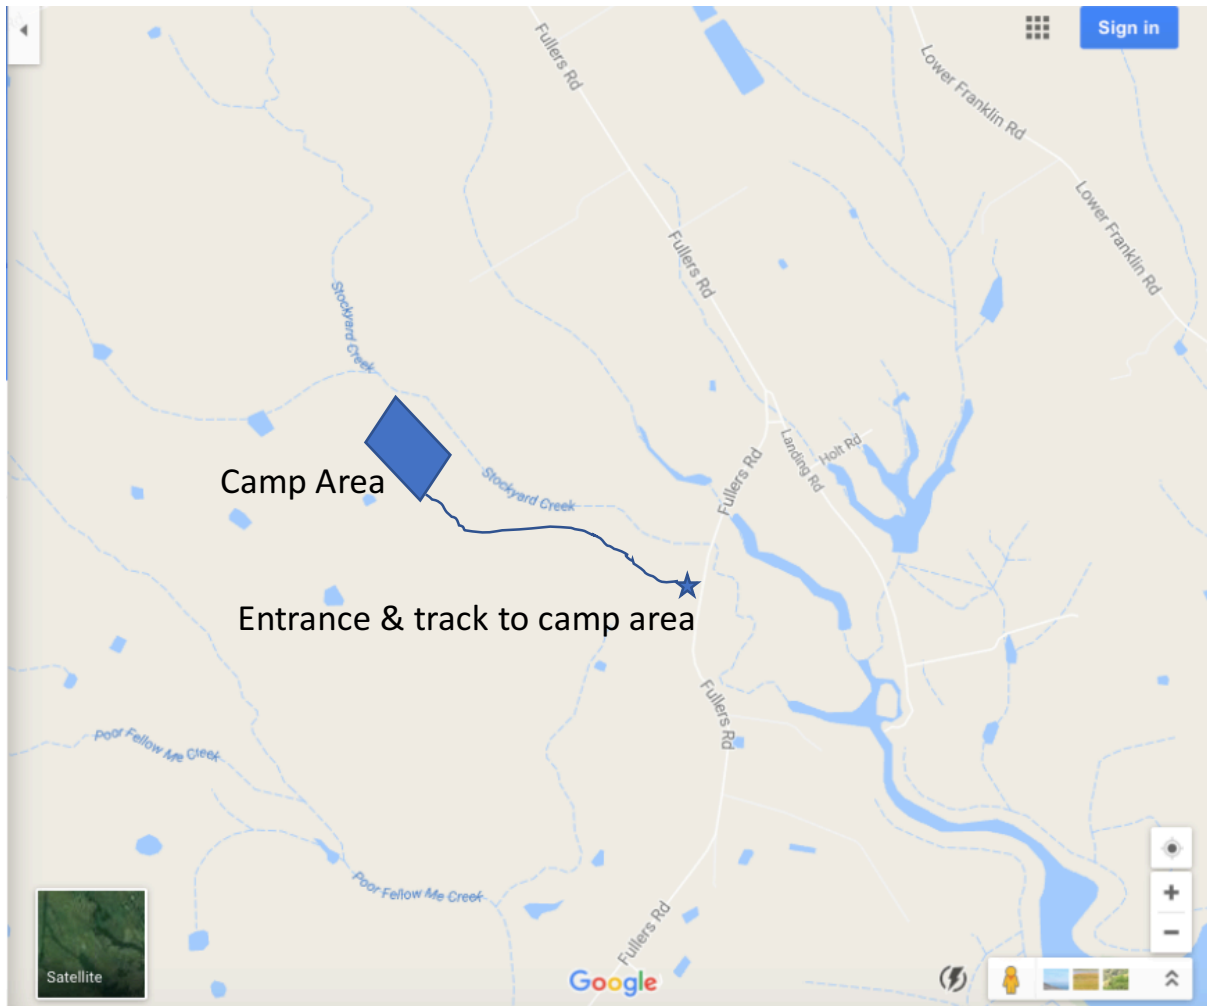 Sign in
Fullers Rd
Lower Franklin Rd
Lower Franklin Rd
Fullers Rd
Stockyard Creek
Camp Area
Stockyard Creek
Fullers Rd
Landing Rd
Holt Rd
Entrance & track to camp area
Fullers Rd
Poor Fellow Me Creek
Poor Fellow Me Creek
Fullers Rd
Satellite
Google